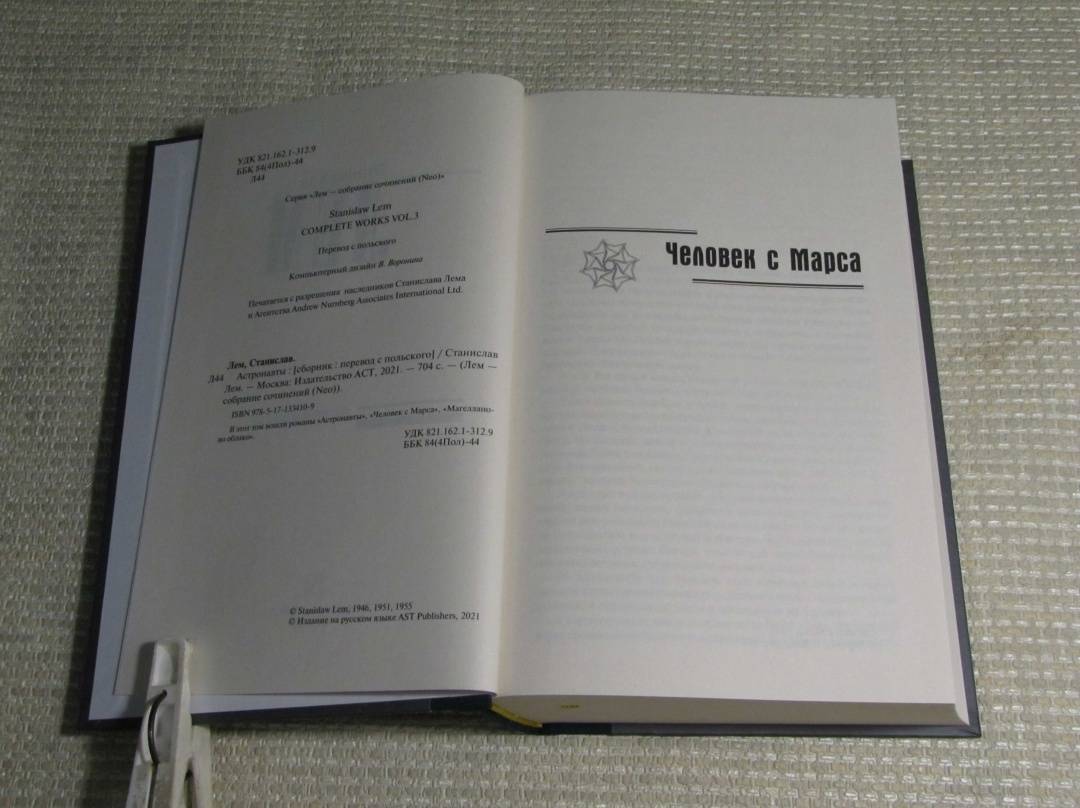 УДК 821.162.1-312.9
ББК 84(4Пол)-44
Л44
Серия «Лем — собрание сочинений (Neo)»
Stanislaw Lem
COMPLETE WORKS VOL.3
Перевод с польского
Компьютерный дизайн В. Воронина
Печатается с разрешения наследников Станислава Лема
и Агентства Andrew Nurnberg Associates International Ltd.
Лем, Станислав.
Л44 Астронавты : [сборник : перевод с польского] / Станислав
Лем. — Москва: Издательство АСТ, 2021. — 704 с. — (Лем —
собрание сочинений (Neo)).
ISBN 978-5-17-133410-9
В этот том вошли романы «Астронавты», «Человек с Марса», «Магеллано-
во облако».
УДК 821.162.1-312.9
ББК 84(4Пол)-44
© Stanislaw Lem, 1946, 1951, 1955
© Издание на русском языке AST Publishers, 2021
Человек с Марса